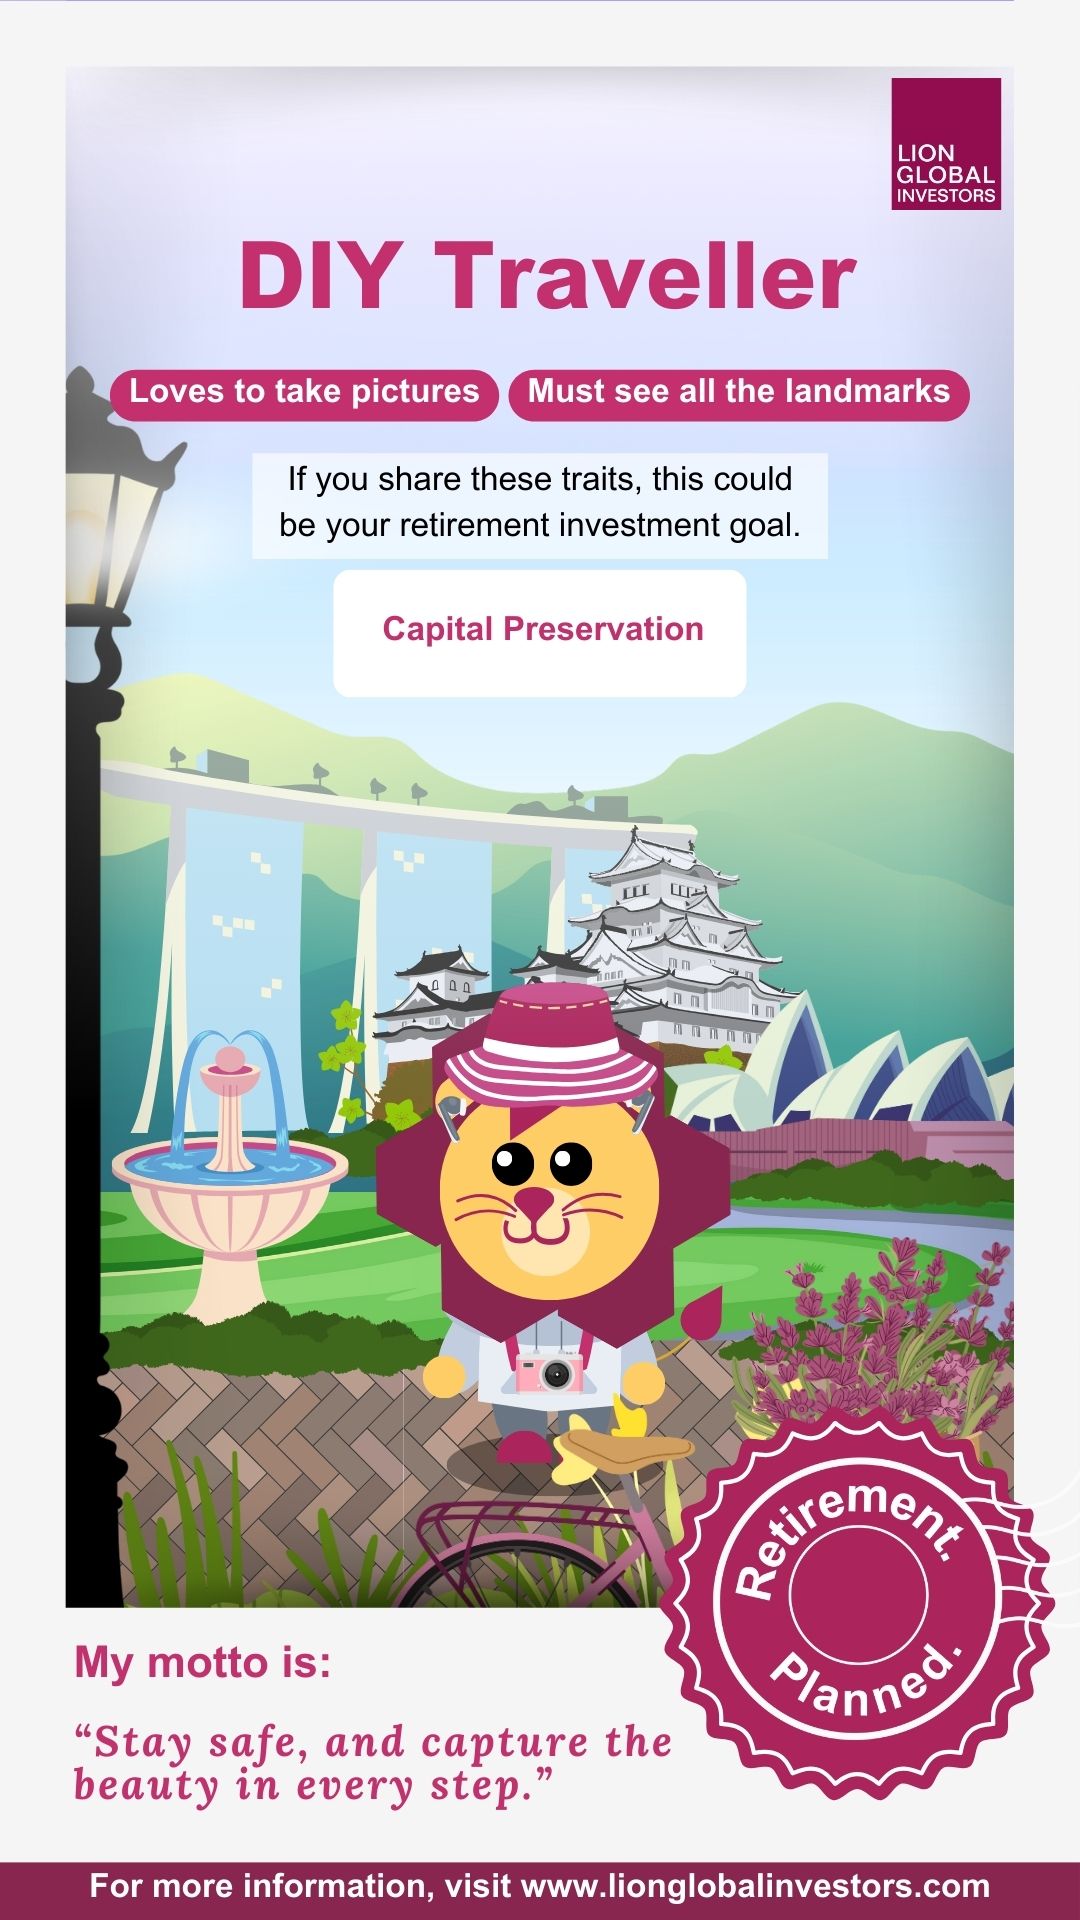 LION
GLOBAL
INVESTORS
DIY Traveller
Loves to take pictures
Must see all the landmarks
If you share these traits, this could
be your retirement investment goal.
Capital Preservation
Retirement.
Planned.
My motto is:
“Stay safe, and capture the
beauty in every step.”
For more information, visit www.lionglobalinvestors.com